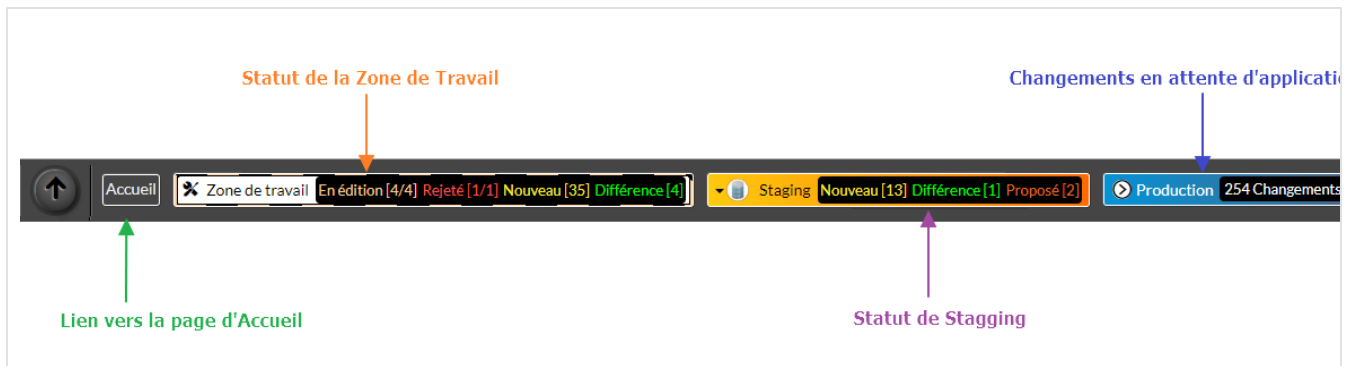 Statut de la Zone de Travail
Changements en attente d'applicati
Accueil Zone de travail En édition [4/4] Rejeté [1/1] Nouveau [35] Différence [4] Staging Nouveau [13] Différence [1] Proposé [2] Production 254 Changements
Lien vers la page d'Accueil
Statut de Stagging